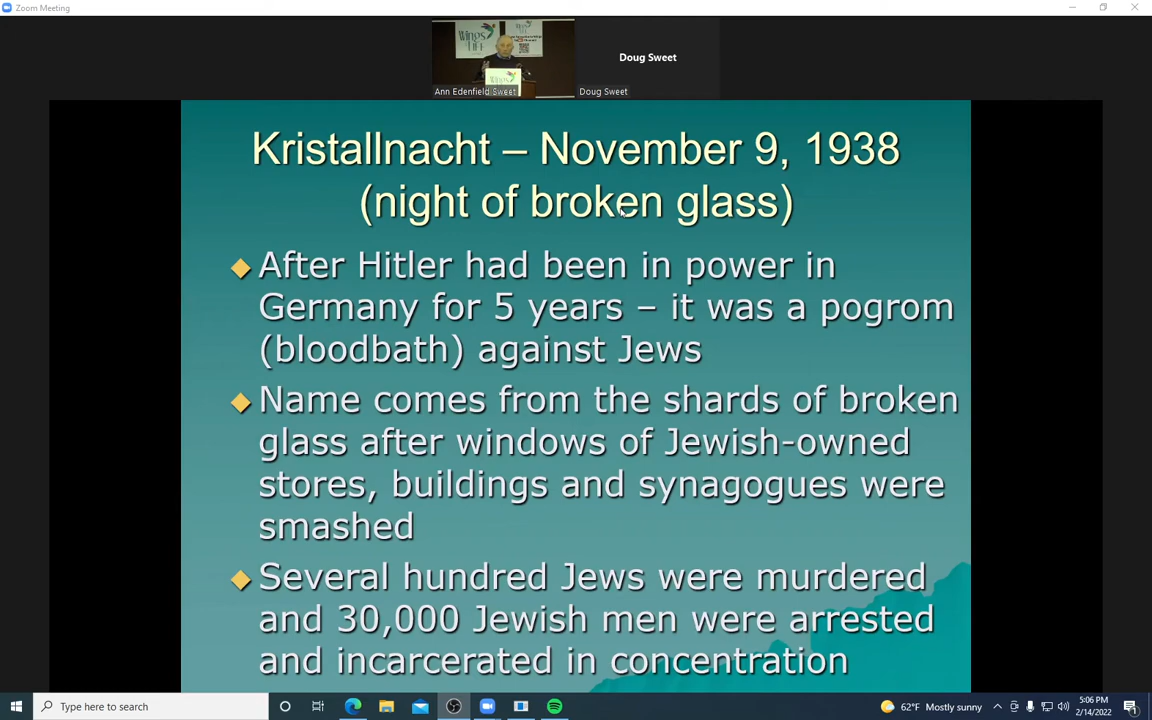 Zoom Meeting
Wings
LIFE
Wings
Doug Sweet
Ann Edenfield Sweet
Doug Sweet
Kristallnacht – November 9, 1938
(night of broken glass)
After Hitler had been in power in
Germany for 5 years – it was a pogrom
(bloodbath) against Jews
Name comes from the shards of broken
glass after windows of Jewish-owned
stores, buildings and synagogues were
smashed
Several hundred Jews were murdered
and 30,000 Jewish men were arrested
and incarcerated in concentration
Type here to search
62°F Mostly sunny
5:06 PM
2/14/2022
1